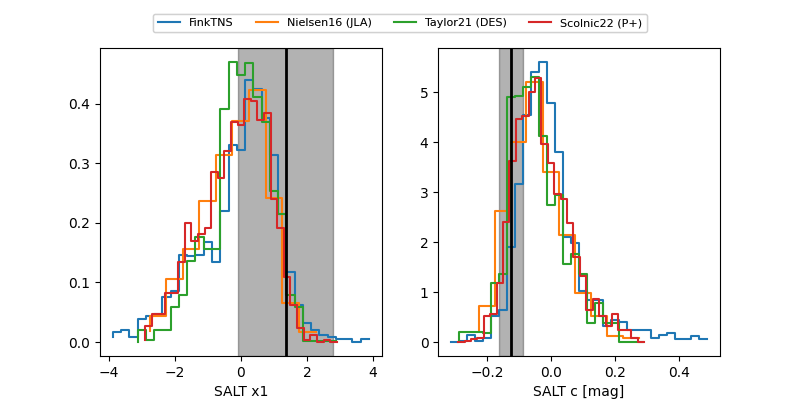 FinkTNS Nielsen16 (JLA) Taylor21 (DES) Scolnic22 (P+)
0.4
0.3
0.2
0.1
0.0
−4 −2 0 2 4
SALT x1
5
4
3
2
1
0
−0.2 0.0 0.2 0.4
SALT c [mag]